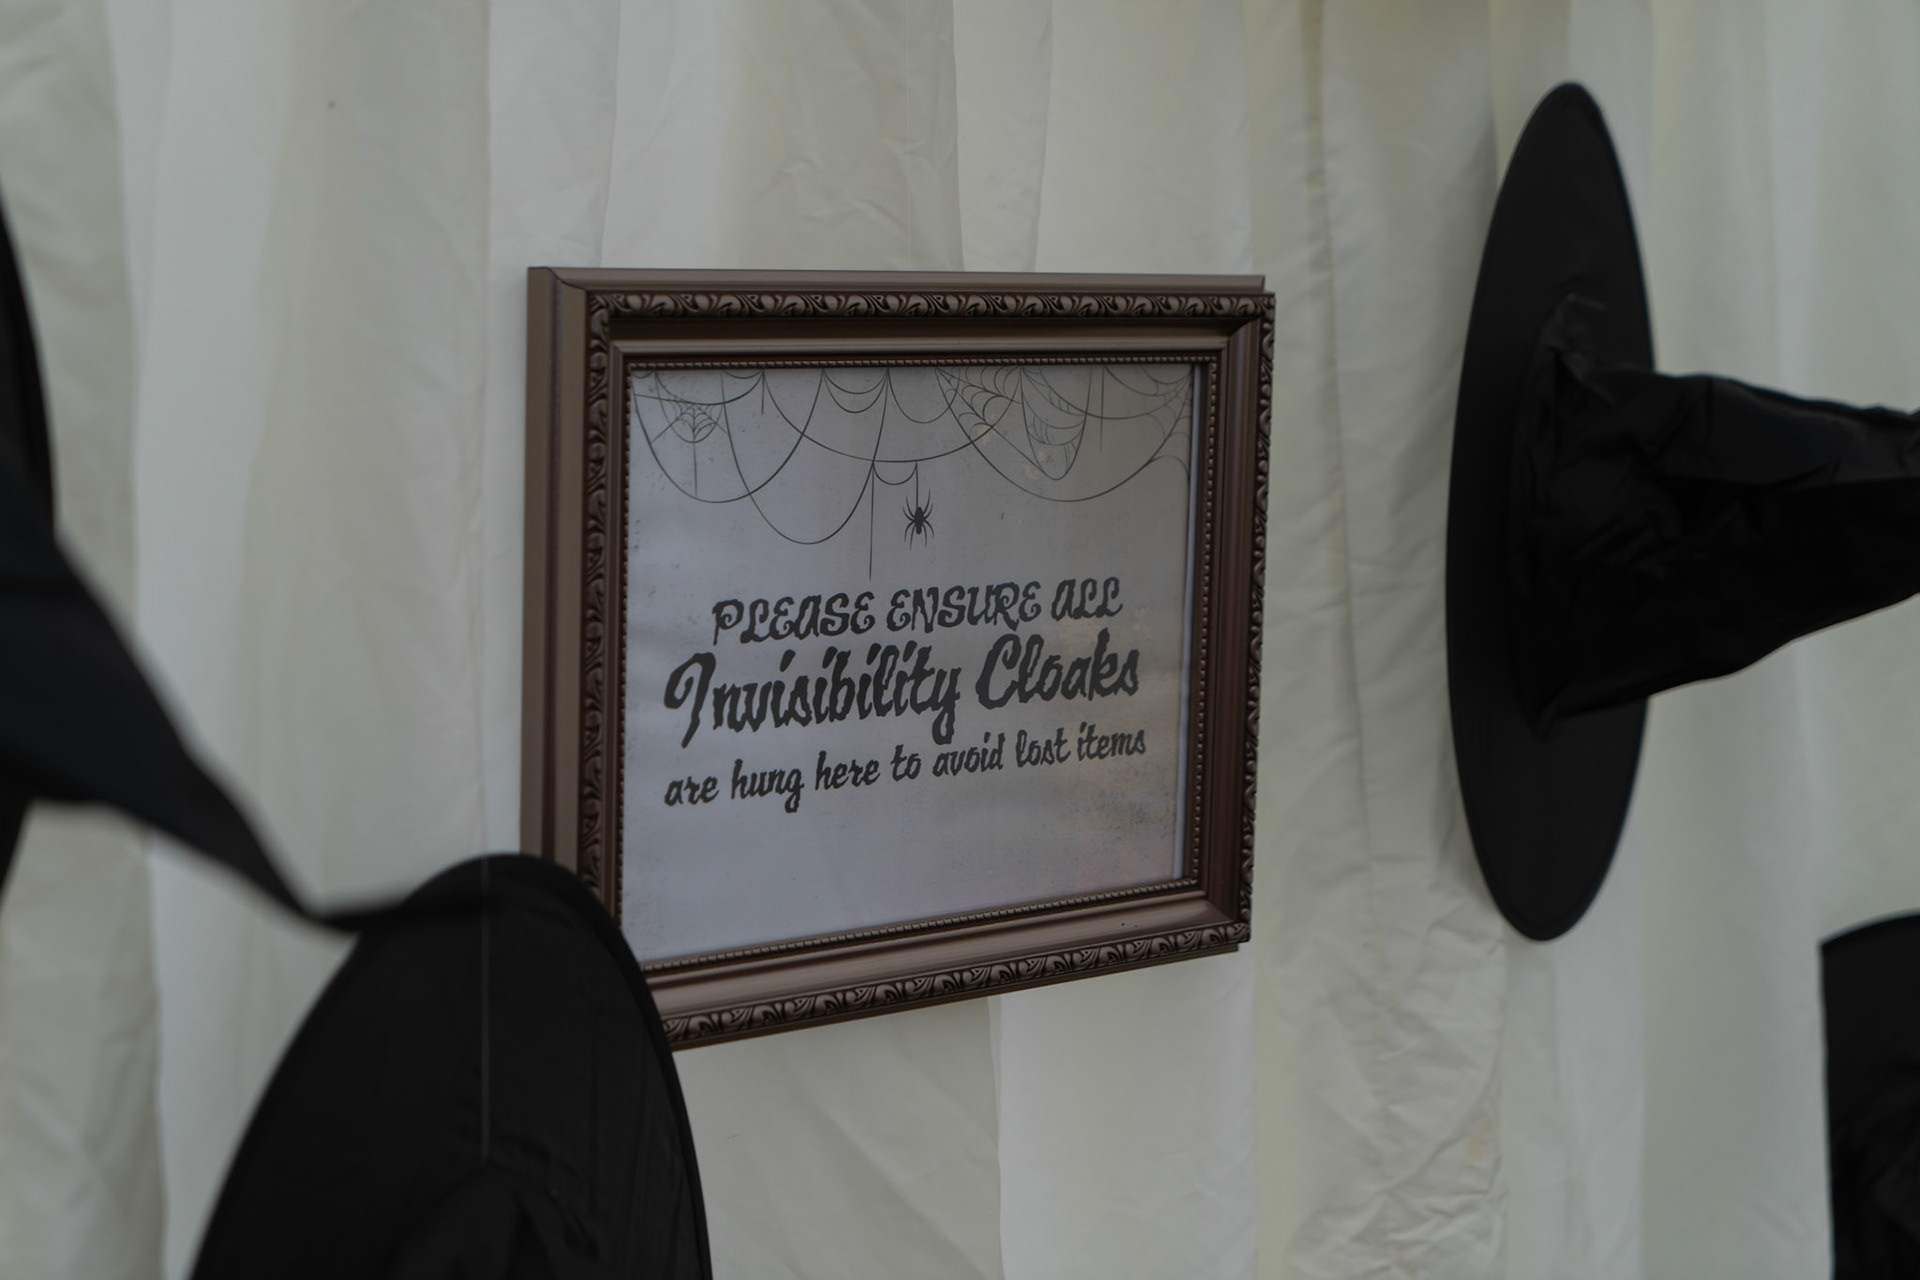 PLEASE ENSURE ALL
Invisibility Cloaks
are hung here to avoid lost items